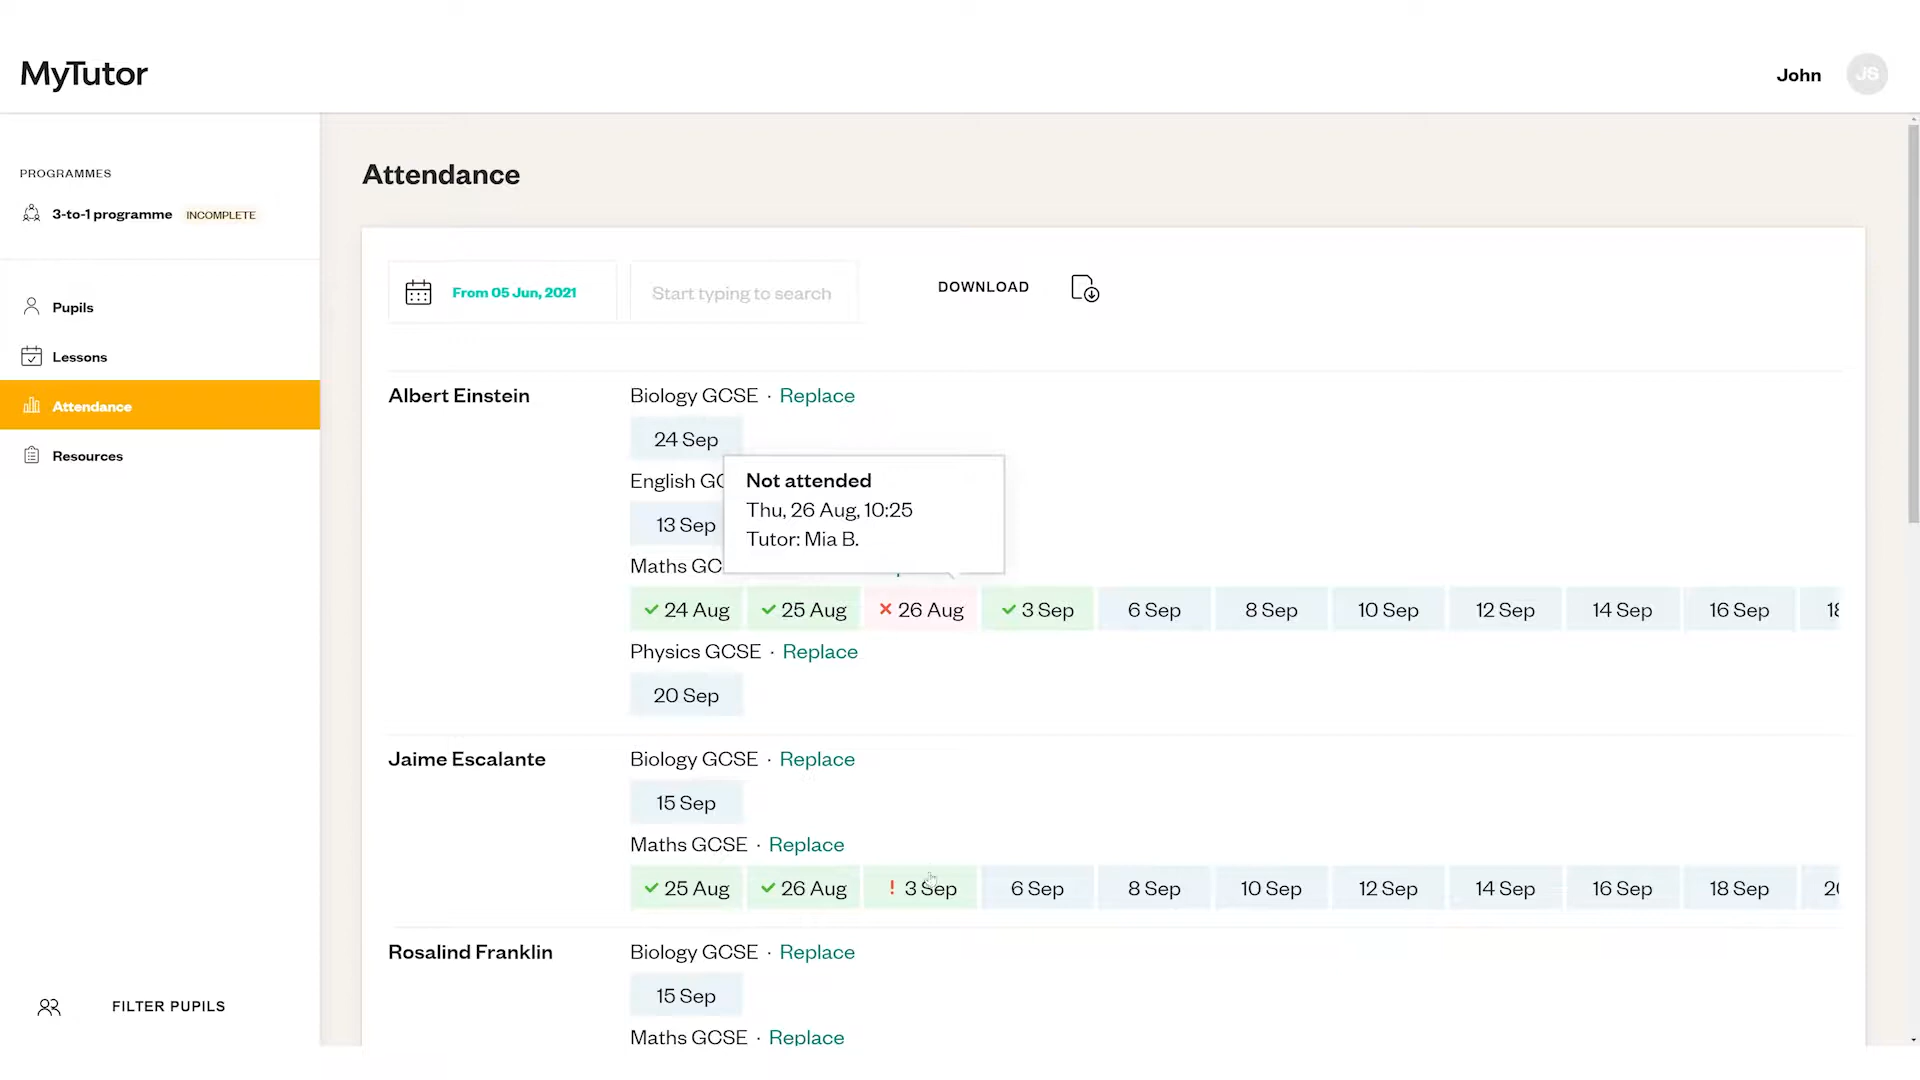 MyTutor
John
JS
PROGRAMMES
3-to-1 programme INCOMPLETE
Pupils
Lessons
Attendance
Resources
FILTER PUPILS
Attendance
From 05 Jun, 2021
Start typing to search
DOWNLOAD
Albert Einstein
Biology GCSE · Replace
24 Sep
English GC
13 Sep
Not attended
Thu, 26 Aug, 10:25
Tutor: Mia B.
Maths GC
24 Aug 25 Aug 26 Aug 3 Sep 6 Sep 8 Sep 10 Sep 12 Sep 14 Sep 16 Sep 18
Physics GCSE · Replace
20 Sep
Jaime Escalante
Biology GCSE · Replace
15 Sep
Maths GCSE · Replace
25 Aug 26 Aug ! 3 Sep 6 Sep 8 Sep 10 Sep 12 Sep 14 Sep 16 Sep 18 Sep 20
Rosalind Franklin
Biology GCSE · Replace
15 Sep
Maths GCSE · Replace